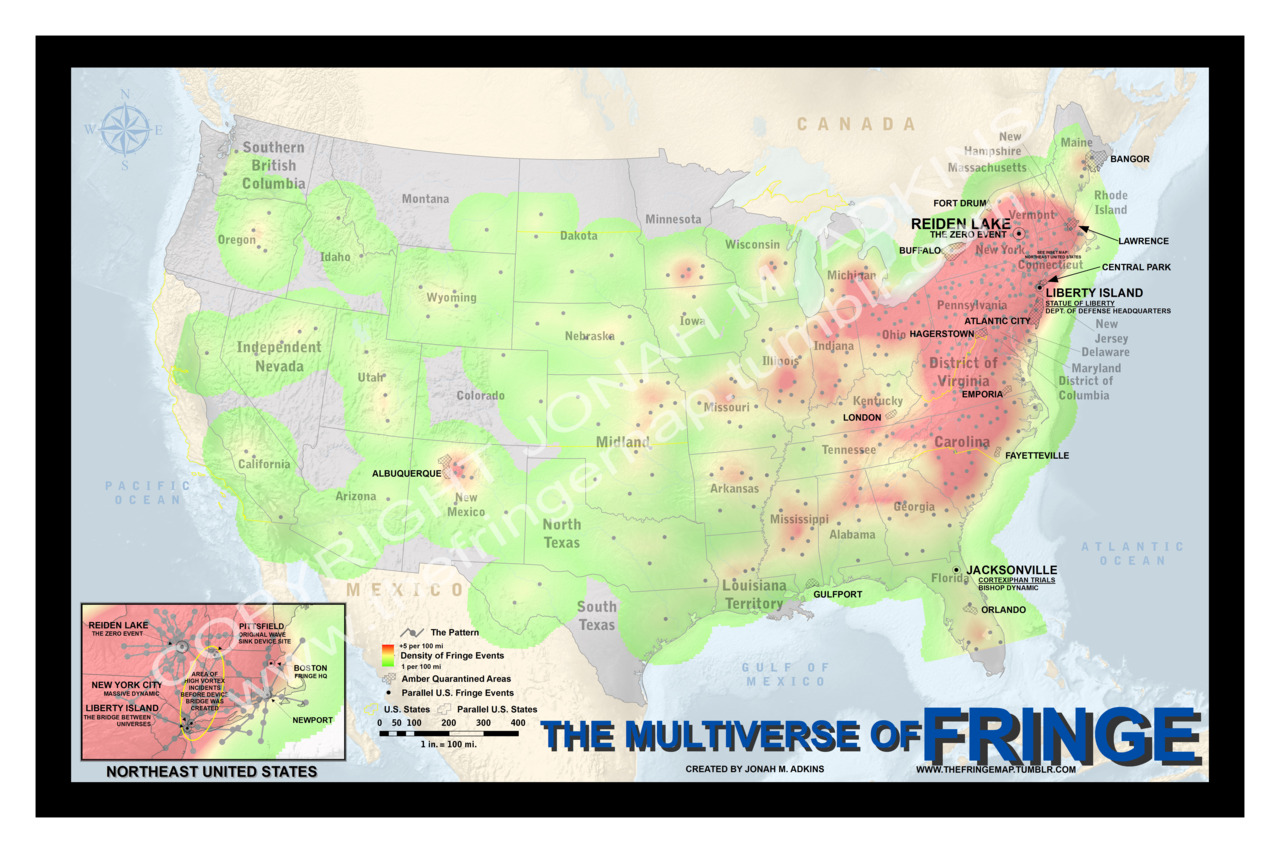 N
W
E
S
CANADA
Southern
British
Columbia
Montana
Minnesota
New
Hampshire
Massachusetts
Maine
BANGOR
Rhode
Island
FORT DRUM
Vermont
REIDEN LAKE
THE ZERO EVENT
LAWRENCE
Oregon
Idaho
Dakota
Wisconsin
BUFFALO
New York
SEE INSET MAP:
NORTHEAST UNITED STATES
Connecticut
CENTRAL PARK
Michigan
Wyoming
LIBERTY ISLAND
STATUE OF LIBERTY
DEPT. OF DEFENSE HEADQUARTERS
Pennsylvania
Iowa
ATLANTIC CITY
Nebraska
Ohio
HAGERSTOWN
New
Jersey
Independent
Nevada
Indiana
Illinois
Delaware
Maryland
District of
Columbia
District of
Virginia
EMPORIA
Utah
Colorado
Missouri
Kentucky
LONDON
Midland
Tennessee
Carolina
FAYETTEVILLE
California
ALBUQUERQUE
Arizona
New
Mexico
Arkansas
PACIFIC
OCEAN
North
Texas
Mississippi
Alabama
Georgia
ATLANTIC
OCEAN
JACKSONVILLE
CORTEXIPHAN TRIALS
BISHOP DYNAMIC
Florida
MEXICO
South
Texas
Louisiana
Territory
GULFPORT
ORLANDO
GULF OF
MEXICO
COPYRIGHT JONAH M. ADKINS
www.thefringemap.tumblr.com
REIDEN LAKE
THE ZERO EVENT
PITTSFIELD
ORIGINAL WAVE
SINK DEVICE SITE
BOSTON
FRINGE HQ
AREA OF
HIGH VORTEX
INCIDENTS
BEFORE DEVICE
BRIDGE WAS
CREATED
NEW YORK CITY
MASSIVE DYNAMIC
LIBERTY ISLAND
THE BRIDGE BETWEEN
UNIVERSES
NEWPORT
NORTHEAST UNITED STATES
The Pattern
+5 per 100 mi
Density of Fringe Events
1 per 100 mi
Amber Quarantined Areas
Parallel U.S. Fringe Events
U.S. States
Parallel U.S. States
0 50 100 200 300 400
1 in. = 100 mi.
THE MULTIVERSE OF FRINGE
CREATED BY JONAH M. ADKINS
WWW.THEFRINGEMAP.TUMBLR.COM